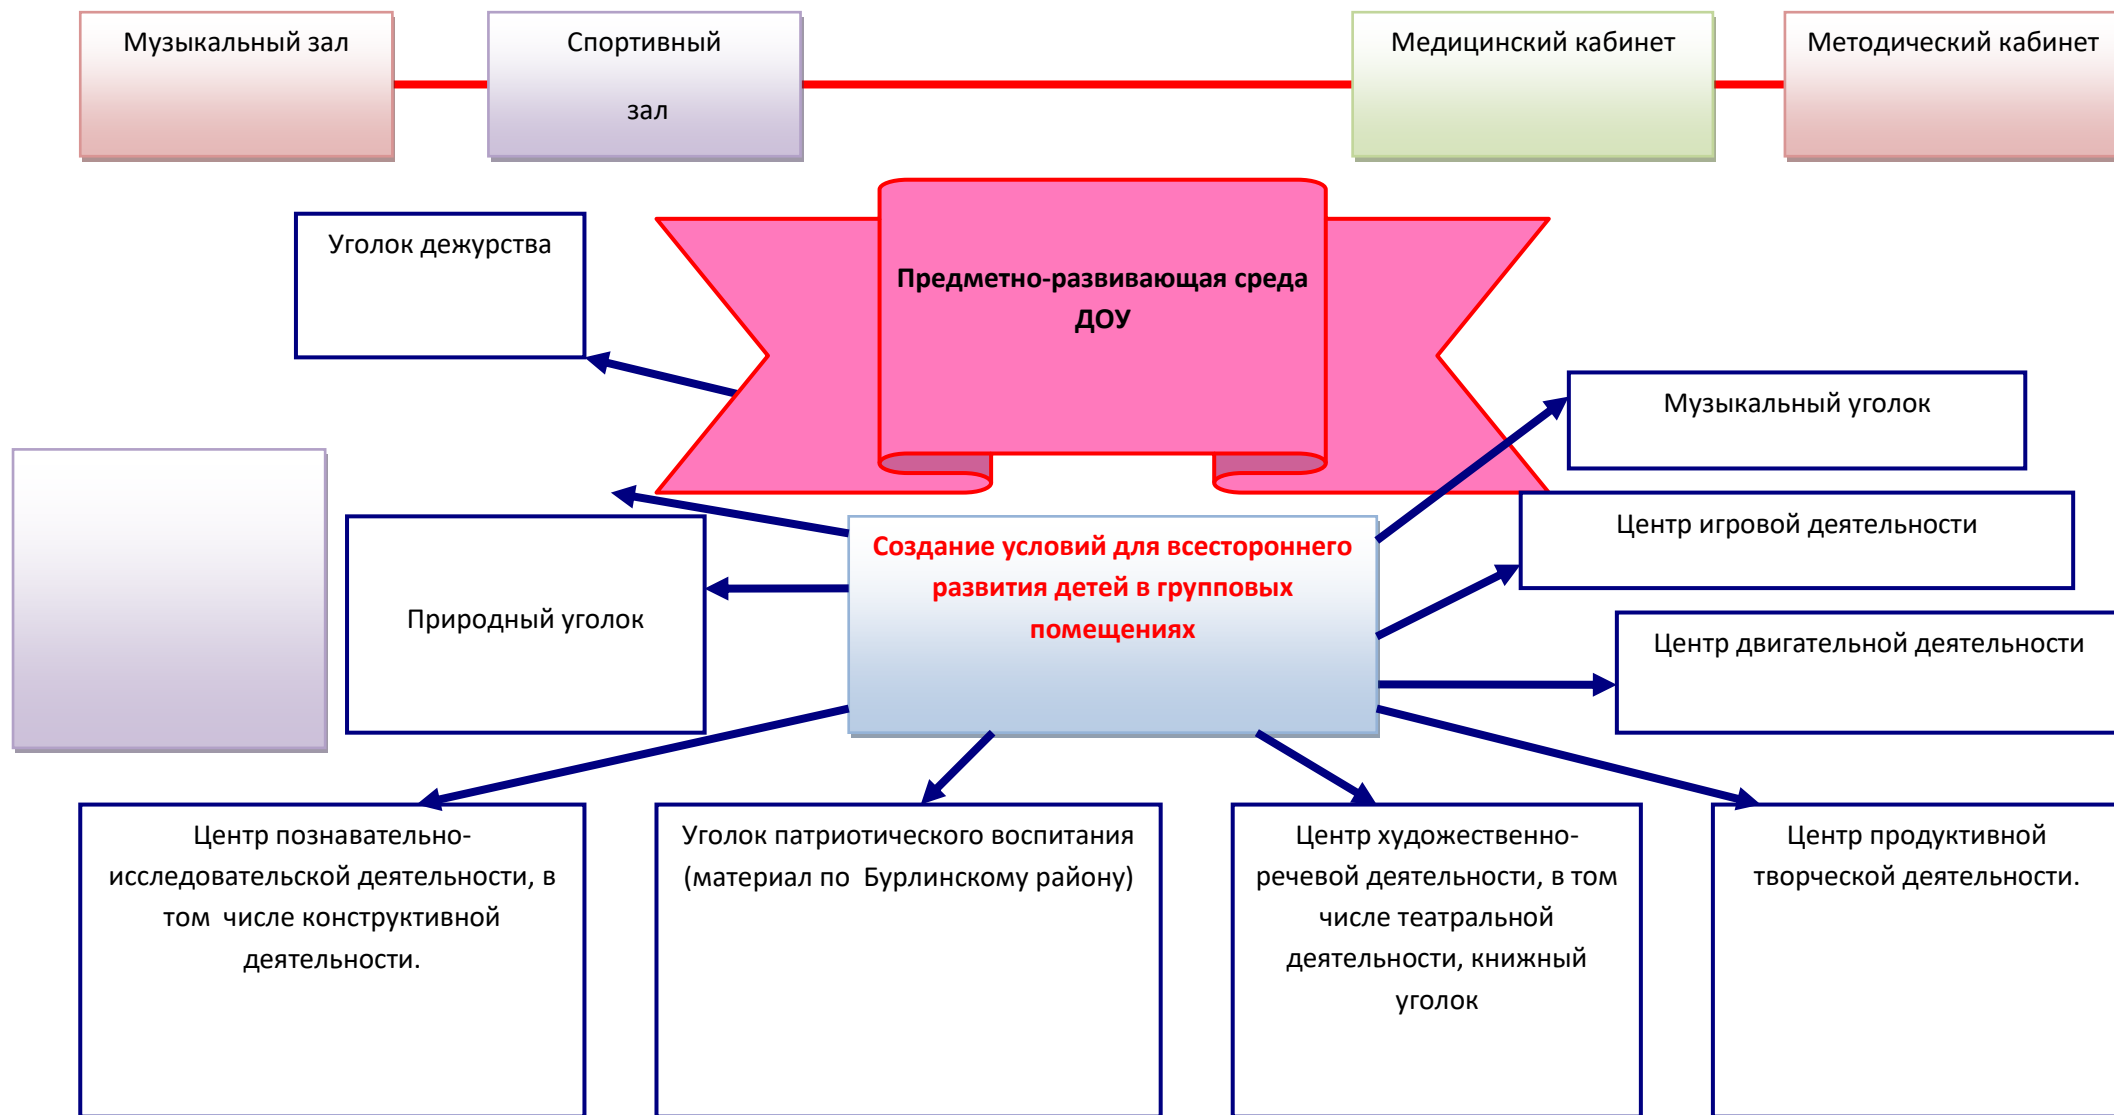 Музыкальный зал
Спортивный
зал
Медицинский кабинет
Методический кабинет
Уголок дежурства
Предметно-развивающая среда
ДОУ
Музыкальный уголок
Центр игровой деятельности
Создание условий для всестороннего
развития детей в групповых
помещениях
Природный уголок
Центр двигательной деятельности
Центр познавательно-
исследовательской деятельности, в
том  числе конструктивной
деятельности.
Уголок патриотического воспитания
(материал по  Бурлинскому району)
Центр художественно-
речевой деятельности, в том
числе театральной
деятельности, книжный
уголок
Центр продуктивной
творческой деятельности.